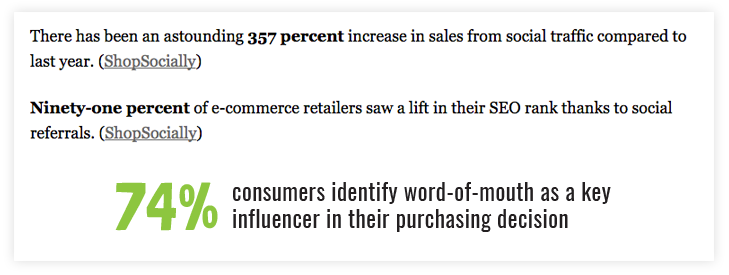 There has been an astounding 357 percent increase in sales from social traffic compared to
last year. (ShopSocially)
Ninety-one percent of e-commerce retailers saw a lift in their SEO rank thanks to social
referrals. (ShopSocially)
74% consumers identify word-of-mouth as a key
influencer in their purchasing decision